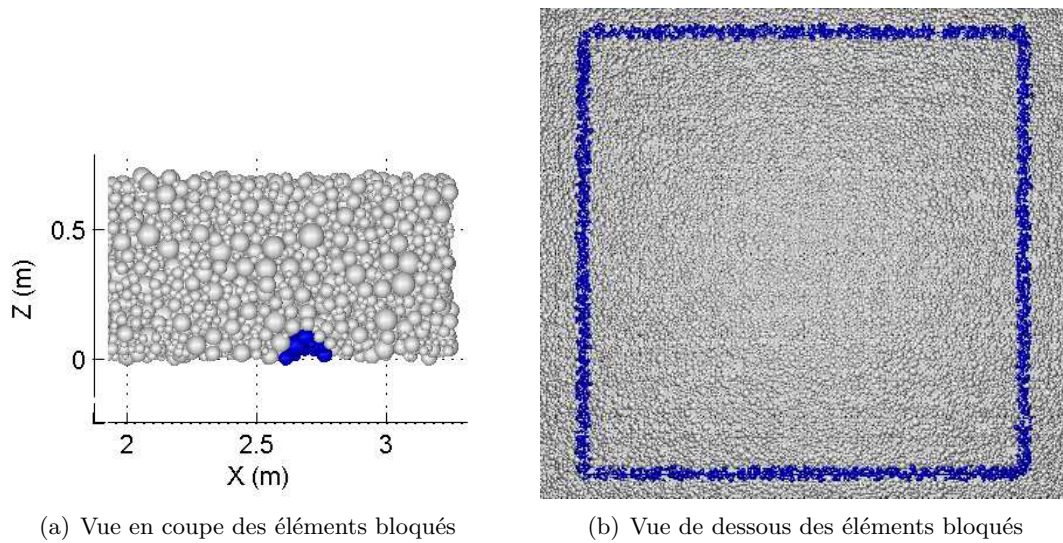 Z (m)
0.5
0
2
2.5
3
X (m)
(a) Vue en coupe des éléments bloqués
(b) Vue de dessous des éléments bloqués